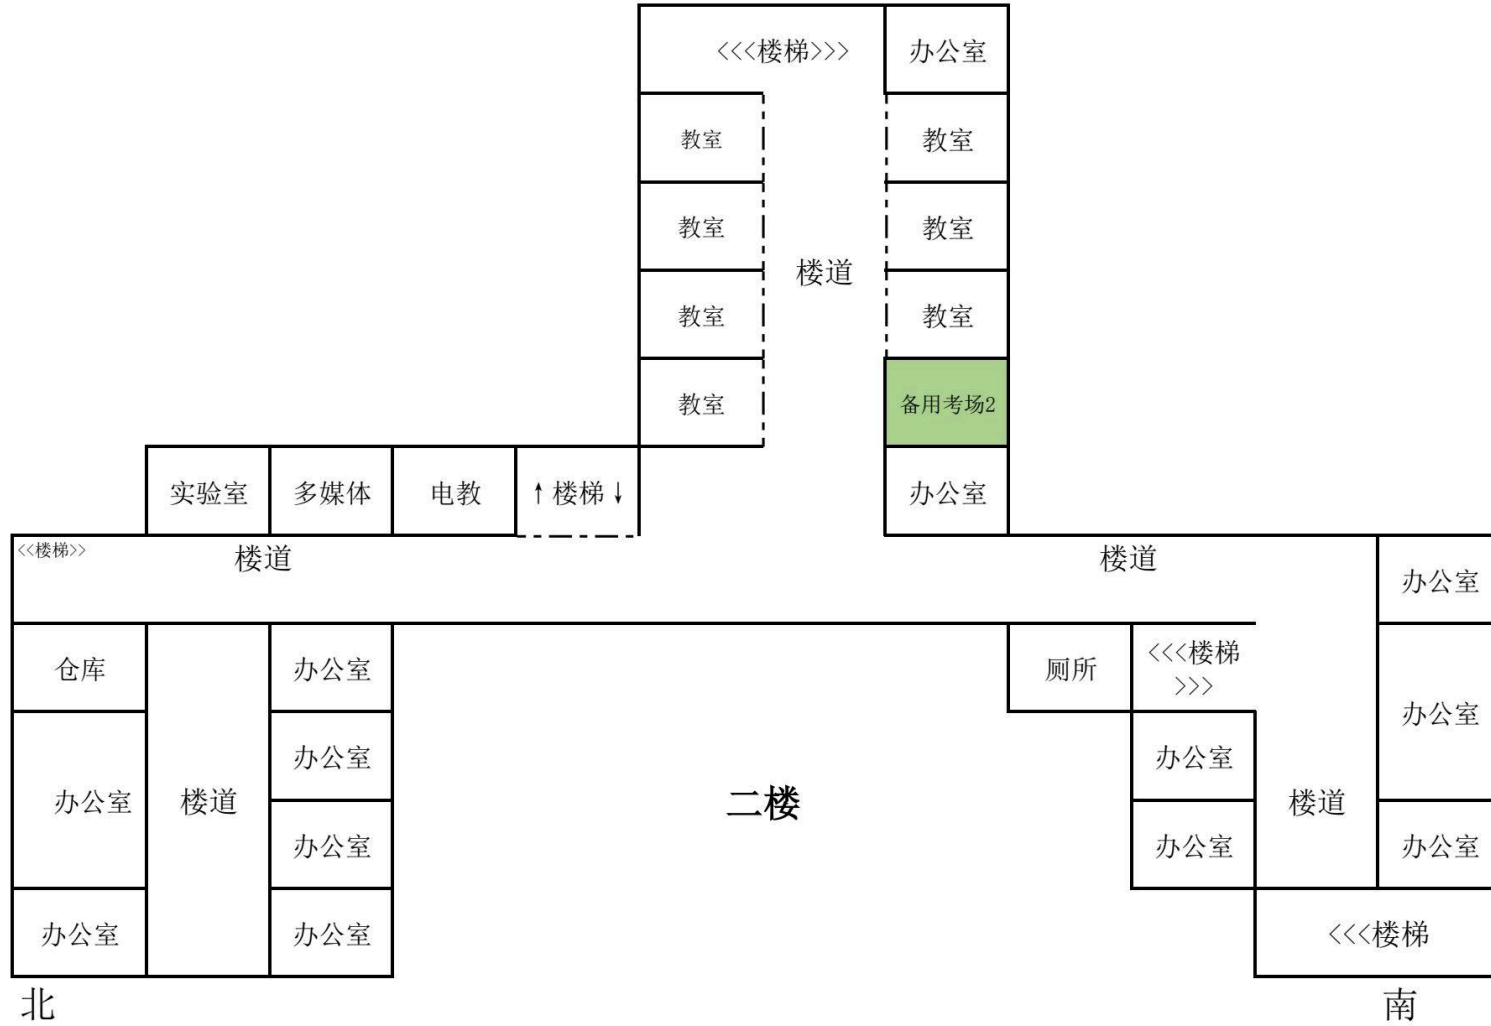 <<<楼梯>>>
办公室
教室
教室
教室
教室
楼道
教室
教室
教室
备用考场2
实验室
多媒体
电教
↑楼梯↓
办公室
<<楼梯>>
楼道
楼道
办公室
仓库
办公室
厕所
<<<楼梯
>>>
办公室
办公室
办公室
办公室
楼道
办公室
二楼
办公室
楼道
办公室
办公室
办公室
<<<楼梯
北
南